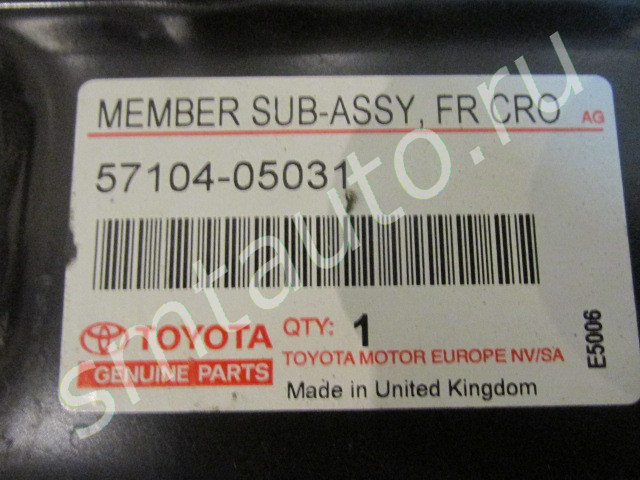 MEMBER SUB-ASSY, FR CRO AG
57104-05031
TOYOTA
GENUINE PARTS
QTY: 1
TOYOTA MOTOR EUROPE NV/SA
Made in United Kingdom
E5006
smtauto.ru